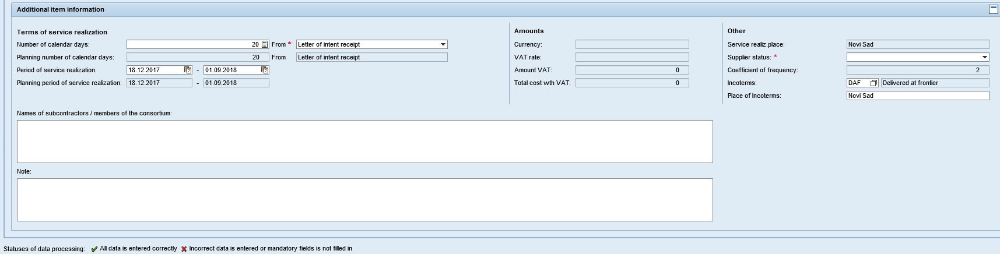 Additional item information
Terms of service realization
Number of calendar days: 20 From * Letter of intent receipt
Planning number of calendar days: 20 From Letter of intent receipt
Period of service realization: 18.12.2017 - 01.09.2018
Planning period of service realization: 18.12.2017 - 01.09.2018
Amounts
Currency:
VAT rate:
Amount VAT: 0
Total cost wth VAT: 0
Other
Service realiz.place: Novi Sad
Supplier status: *
Coefficient of frequency: 2
Incoterms: DAF Delivered at frontier
Place of Incoterms: Novi Sad
Names of subcontractors / members of the consortium:
Note:
Statuses of data processing: All data is entered correctly Incorrect data is entered or mandatory fields is not filled in